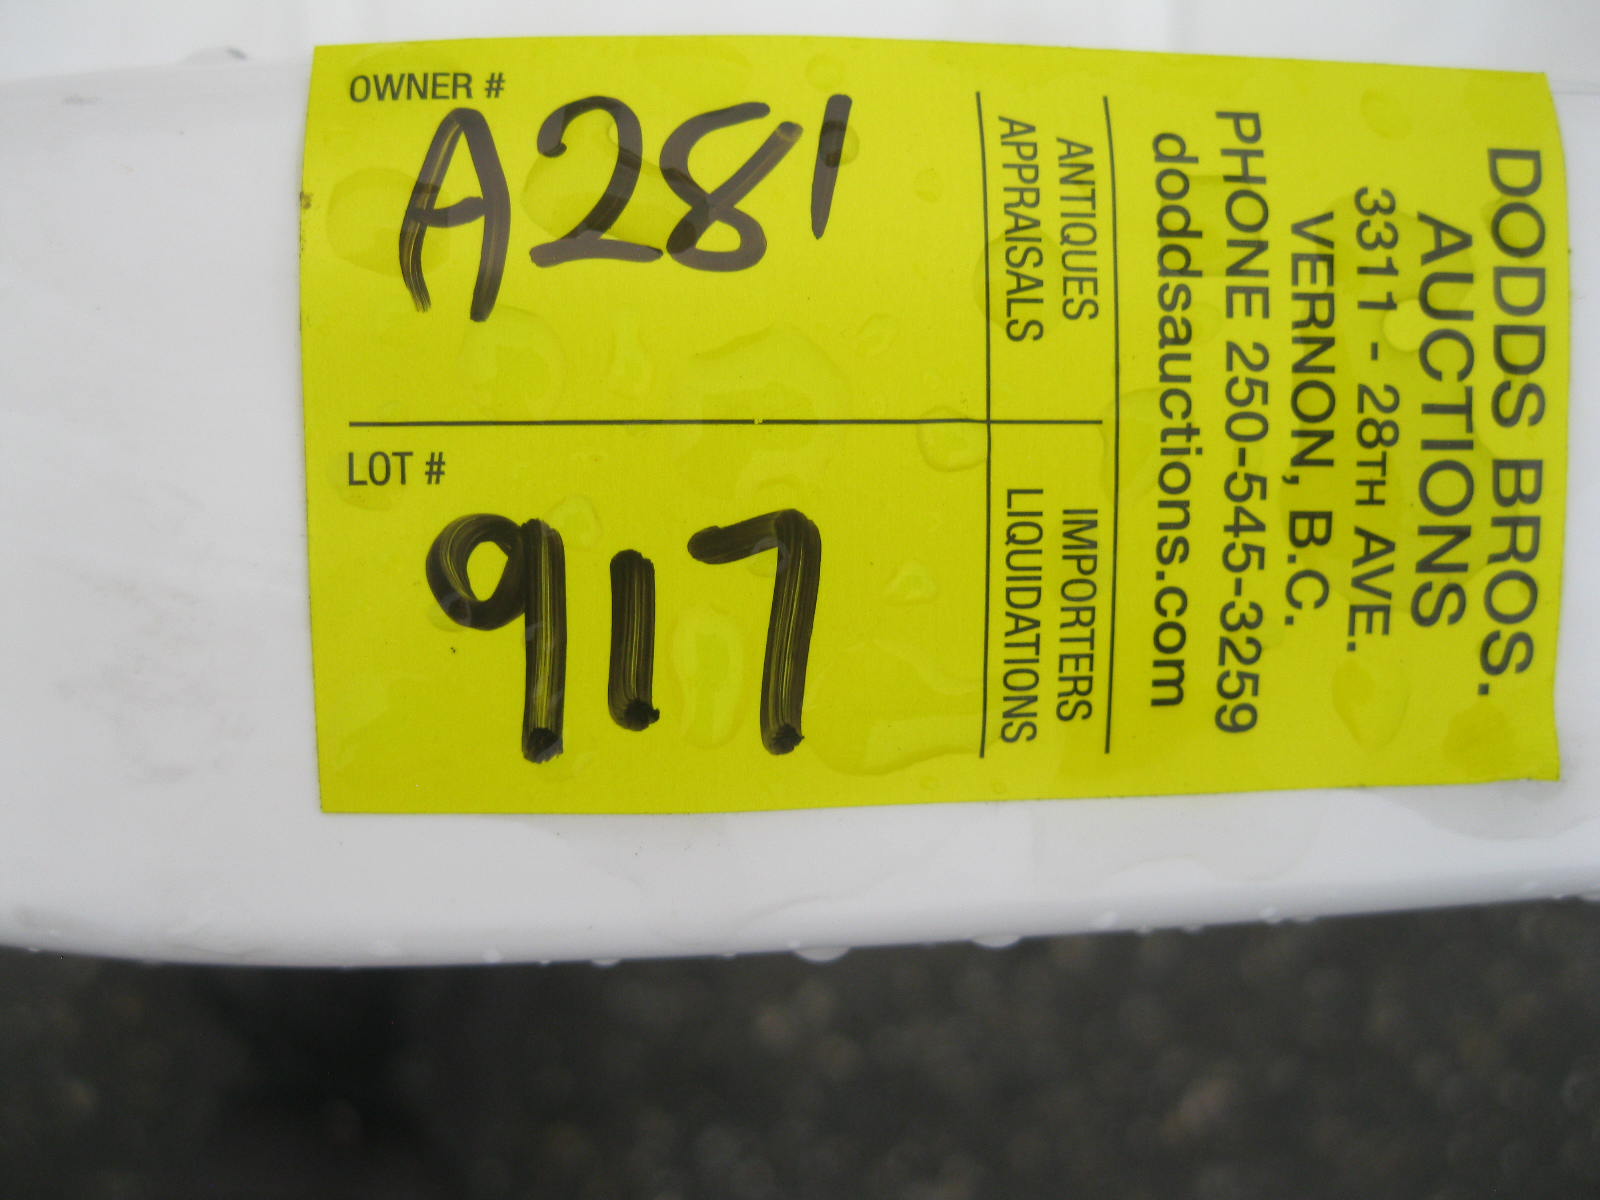 OWNER #
A281
LOT #
917
ANTIQUES
APPRAISALS
IMPORTERS
LIQUIDATIONS
DODDS BROS.
AUCTIONS
3311 - 28TH AVE.
VERNON, B.C.
PHONE 250-545-3259
doddsauctions.com